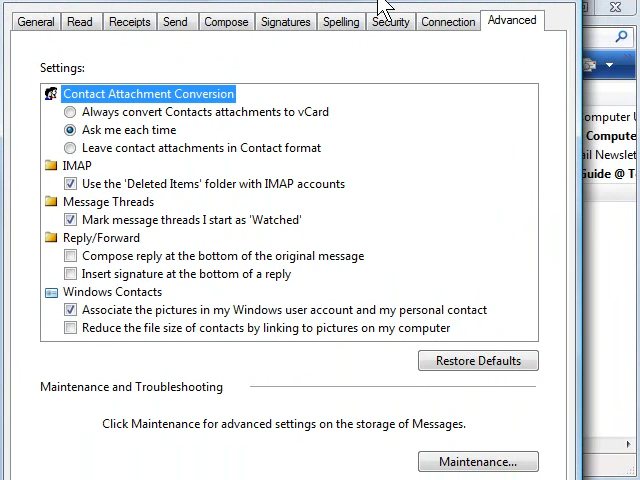 General Read Receipts Send Compose Signatures Spelling Security Connection Advanced
Settings:
Contact Attachment Conversion
Always convert Contacts attachments to vCard
Ask me each time
Leave contact attachments in Contact format
IMAP
Use the 'Deleted Items' folder with IMAP accounts
Message Threads
Mark message threads I start as 'Watched'
Reply/Forward
Compose reply at the bottom of the original message
Insert signature at the bottom of a reply
Windows Contacts
Associate the pictures in my Windows user account and my personal contact
Reduce the file size of contacts by linking to pictures on my computer
Restore Defaults
Maintenance and Troubleshooting
Click Maintenance for advanced settings on the storage of Messages.
Maintenance...
omputer U
Compute
ail Newslet
Guide @ T